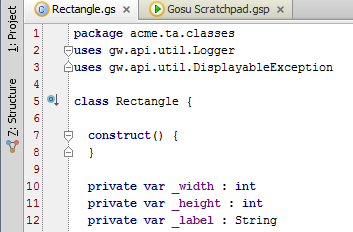 Rectangle.gs
Gosu Scratchpad.gsp
1: Project
7: Structure
1 package acme.ta.classes
2 uses gw.api.util.Logger
3 uses gw.api.util.DisplayableException
4
5 class Rectangle {
6
7 construct() {
8 }
9
10 private var _width : int
11 private var _height : int
12 private var _label : String